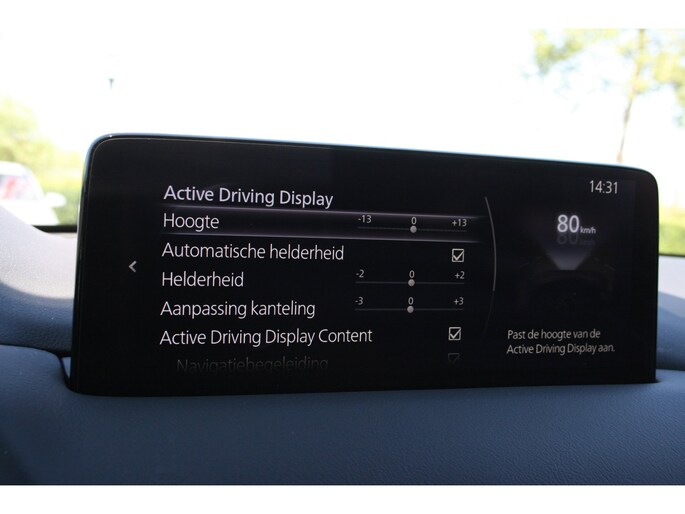 Active Driving Display
14:31
Hoogte -13 0 +13
80 km/h
Automatische helderheid
Helderheid -2 0 +2
Aanpassing kanteling -3 0 +3
Active Driving Display Content
Past de hoogte van de
Active Driving Display aan.
Navigatiebegeleiding